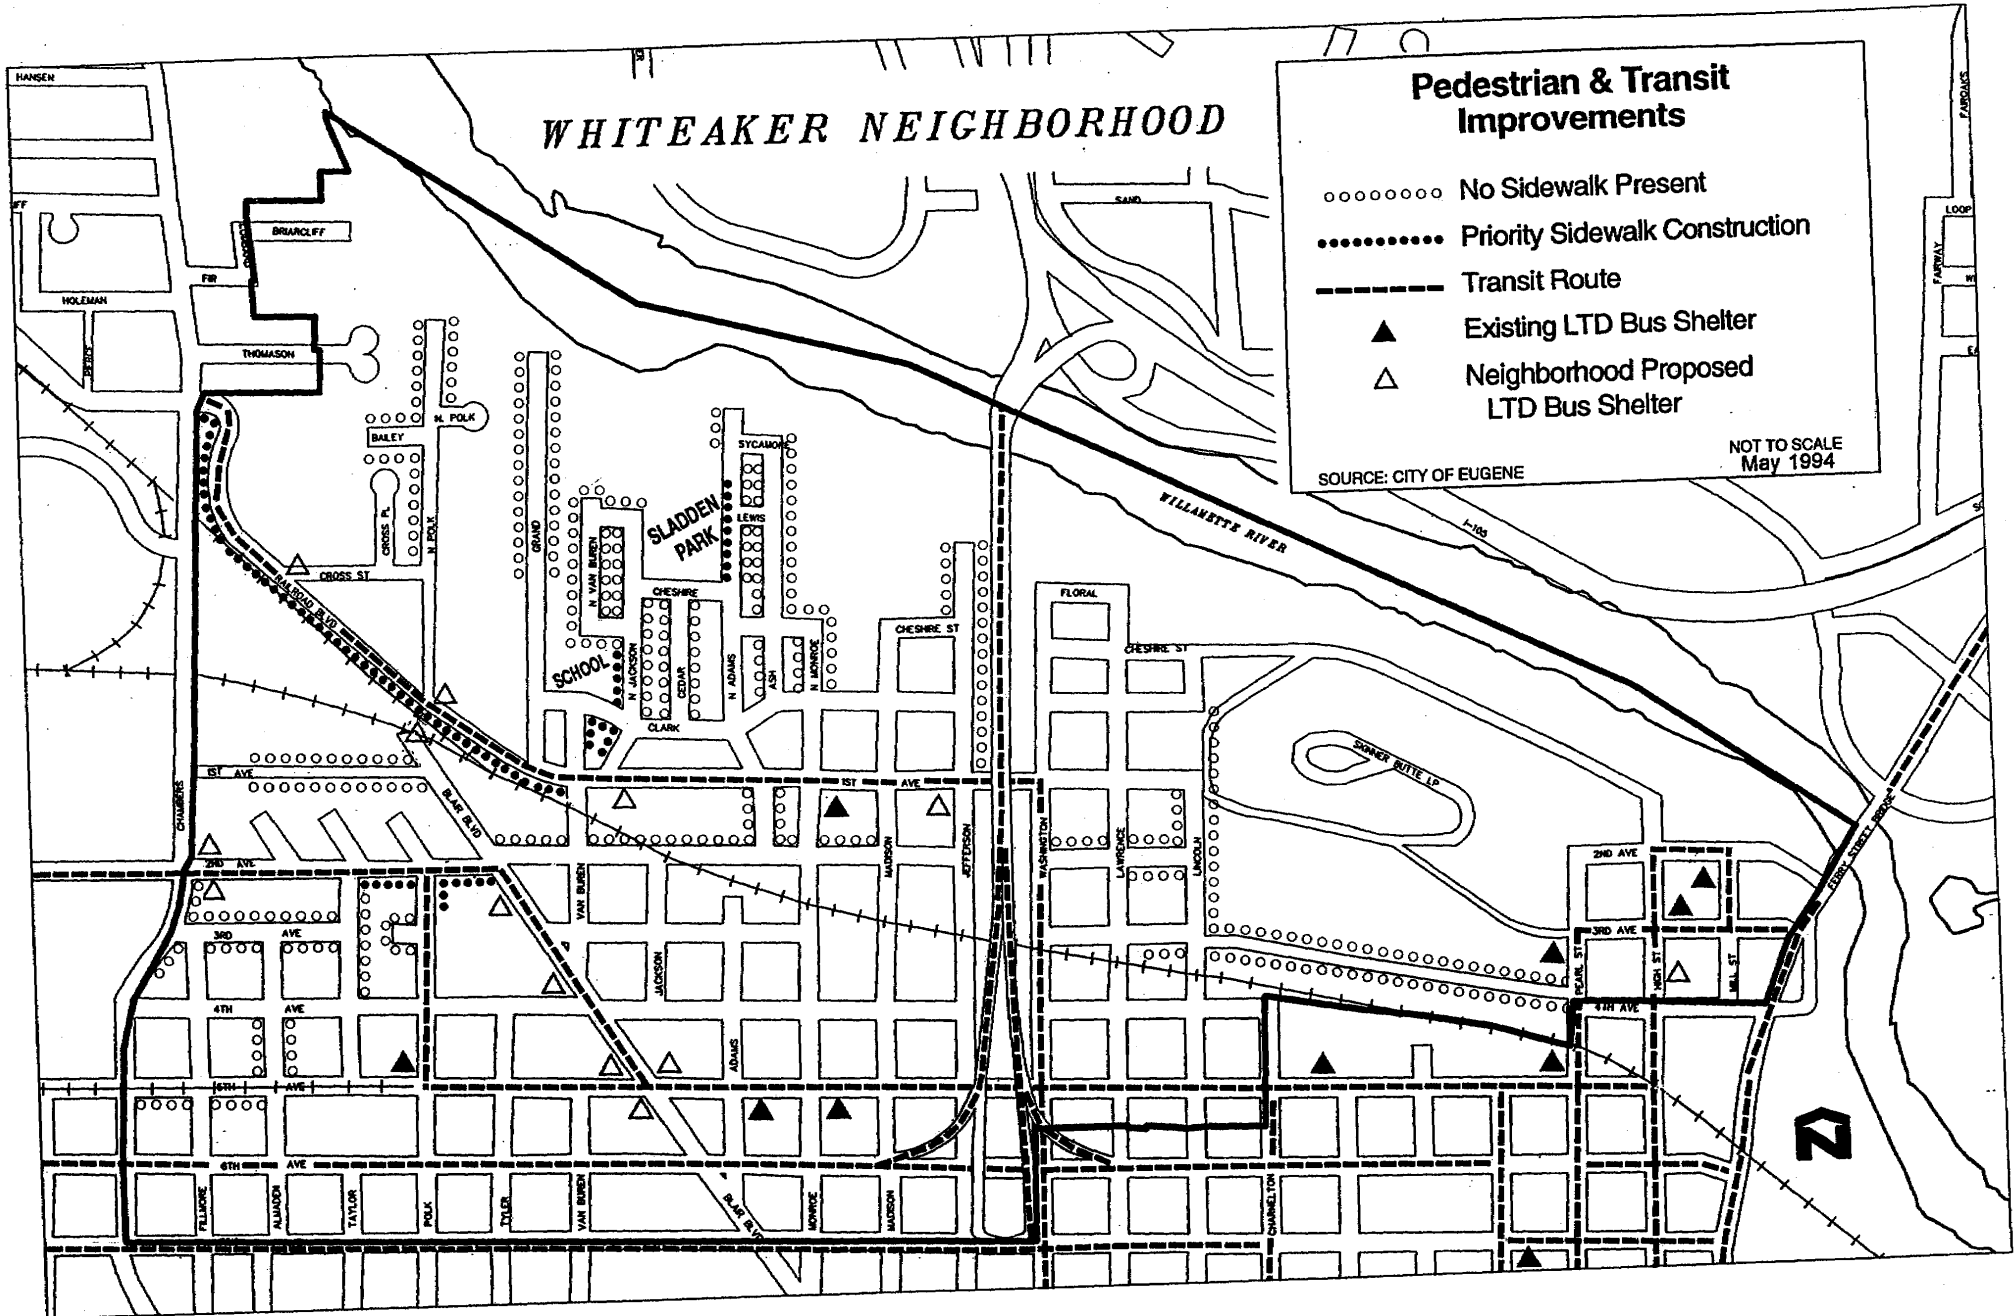 HANSEN
WHITEAKER NEIGHBORHOOD
Pedestrian & Transit
Improvements
No Sidewalk Present
Priority Sidewalk Construction
Transit Route
Existing LTD Bus Shelter
Neighborhood Proposed
LTD Bus Shelter
NOT TO SCALE
May 1994
SOURCE: CITY OF EUGENE
FAIROAKS
LOOP
FAIRWAY
SAND
BRIARCLIFF
FIR
HOLEMAN
THOMASON
N. POLK
BAILEY
CROSS PL
N POLK
GRAND
SYCAMORE
LEWIS
SLADDEN
PARK
N VAN BUREN
CROSS ST
RAILROAD BLVD
CHESHIRE
CHESHIRE ST
FLORAL
CHESHIRE ST
WILLAMETTE RIVER
I-105
SCHOOL
N JACKSON
CEDAR
N ADAMS
ASH
N MONROE
CLARK
SKINNER BUTTE LP
1ST AVE
1ST AVE
CHAMBERS
BLAIR BLVD
MADISON
JEFFERSON
WASHINGTON
LAWRENCE
LINCOLN
2ND AVE
2ND AVE
FERRY STREET BRIDGE
VAN BUREN
3RD AVE
3RD AVE
JACKSON
PEARL ST
HIGH ST
MILL ST
4TH AVE
4TH AVE
ADAMS
5TH AVE
6TH AVE
FILLMORE
ALMADEN
TAYLOR
POLK
TYLER
VAN BUREN
BLAIR BLVD
MONROE
MADISON
CHARNELTON
N